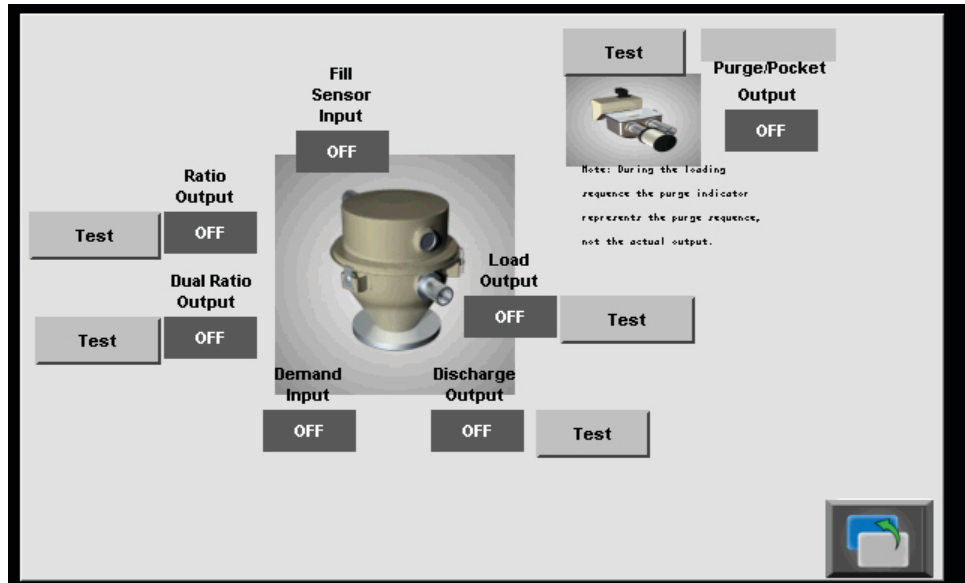 Test
Purge/Pocket
Output
OFF
Fill
Sensor
Input
OFF
Note: During the loading
sequence the purge indicator
represents the purge sequence,
not the actual output.
Ratio
Output
Test
OFF
Dual Ratio
Output
Test
OFF
Load
Output
OFF
Test
Demand
Input
OFF
Discharge
Output
OFF
Test